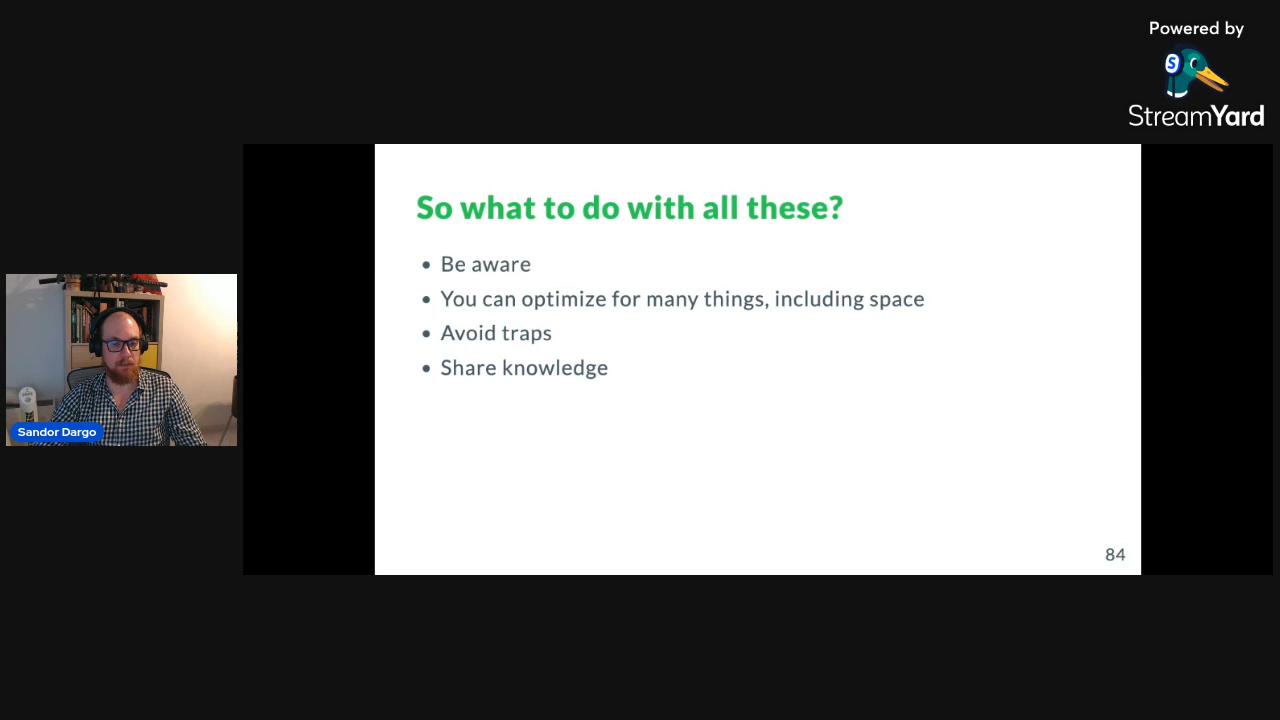 Powered by
S
StreamYard
So what to do with all these?
• Be aware
• You can optimize for many things, including space
• Avoid traps
• Share knowledge
Sandor Dargo
84